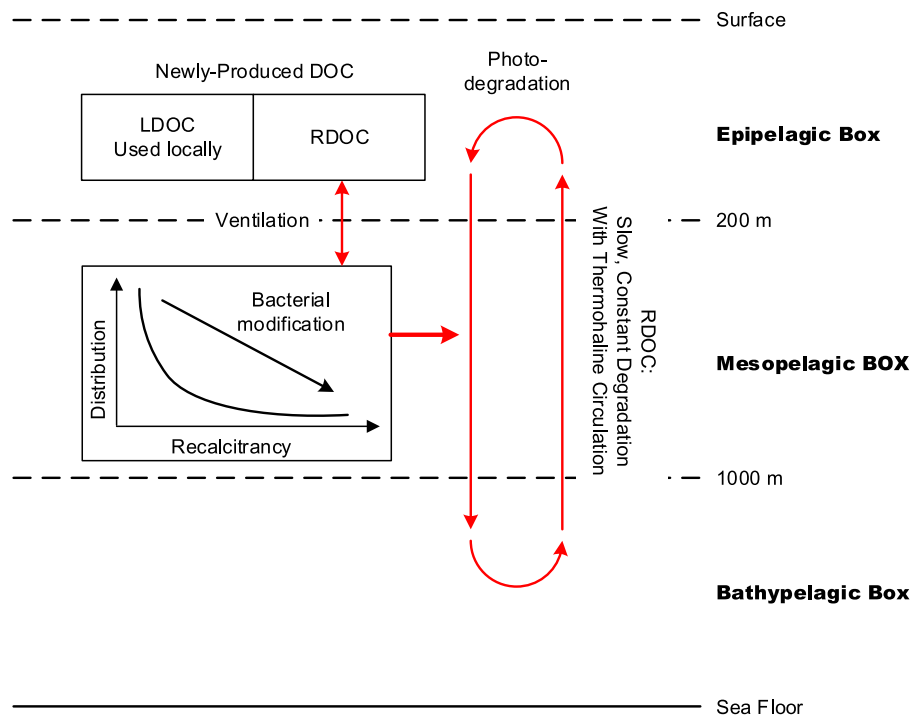 Surface
Photo-
degradation
Newly-Produced DOC
LDOC
Used locally
RDOC
Epipelagic Box
Ventilation
200 m
Distribution
Bacterial
modification
Recalcitrancy
RDOC:
Slow, Constant Degradation
With Thermohaline Circulation
Mesopelagic BOX
1000 m
Bathypelagic Box
Sea Floor